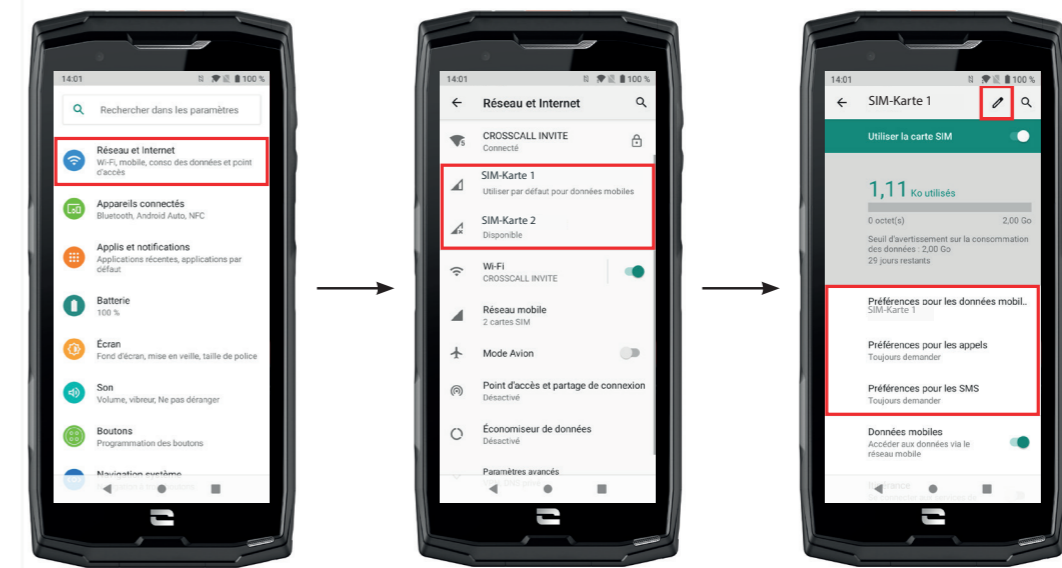 14:01
100 %
Rechercher dans les paramètres
Réseau et Internet
Wi-Fi, mobile, conso des données et point
d'accès
Appareils connectés
Bluetooth, Android Auto, NFC
Applis et notifications
Applications récentes, applications par
défaut
Batterie
100 %
Écran
Fond d'écran, mise en veille, taille de police
Son
Volume, vibreur, Ne pas déranger
Boutons
Programmation des boutons
Navigation système
14:01
100 %
Réseau et Internet
CROSSCALL INVITE
Connecté
SIM-Karte 1
Utiliser par défaut pour données mobiles
SIM-Karte 2
Disponible
Wi-Fi
CROSSCALL INVITE
Réseau mobile
2 cartes SIM
Mode Avion
Point d'accès et partage de connexion
Désactivé
Économiseur de données
Désactivé
Paramètres avancés
14:01
100 %
SIM-Karte 1
Utiliser la carte SIM
1,11 Ko utilisés
0 octet(s) 2,00 Go
Seuil d'avertissement sur la consommation
des données : 2,00 Go
29 jours restants
Préférences pour les données mobil..
SIM-Karte 1
Préférences pour les appels
Toujours demander
Préférences pour les SMS
Toujours demander
Données mobiles
Accéder aux données via le
réseau mobile
Itinérance